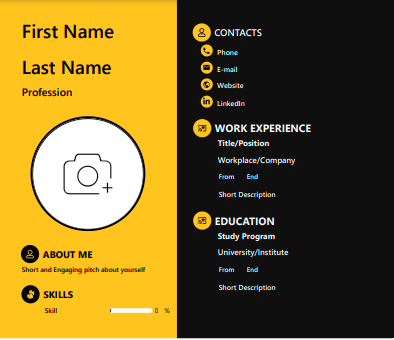 First Name
Last Name
Profession
ABOUT ME
Short and Engaging pitch about yourself
SKILLS
Skill 0 %
CONTACTS
Phone
E-mail
Website
LinkedIn
WORK EXPERIENCE
Title/Position
Workplace/Company
From End
Short Description
EDUCATION
Study Program
University/Institute
From End
Short Description